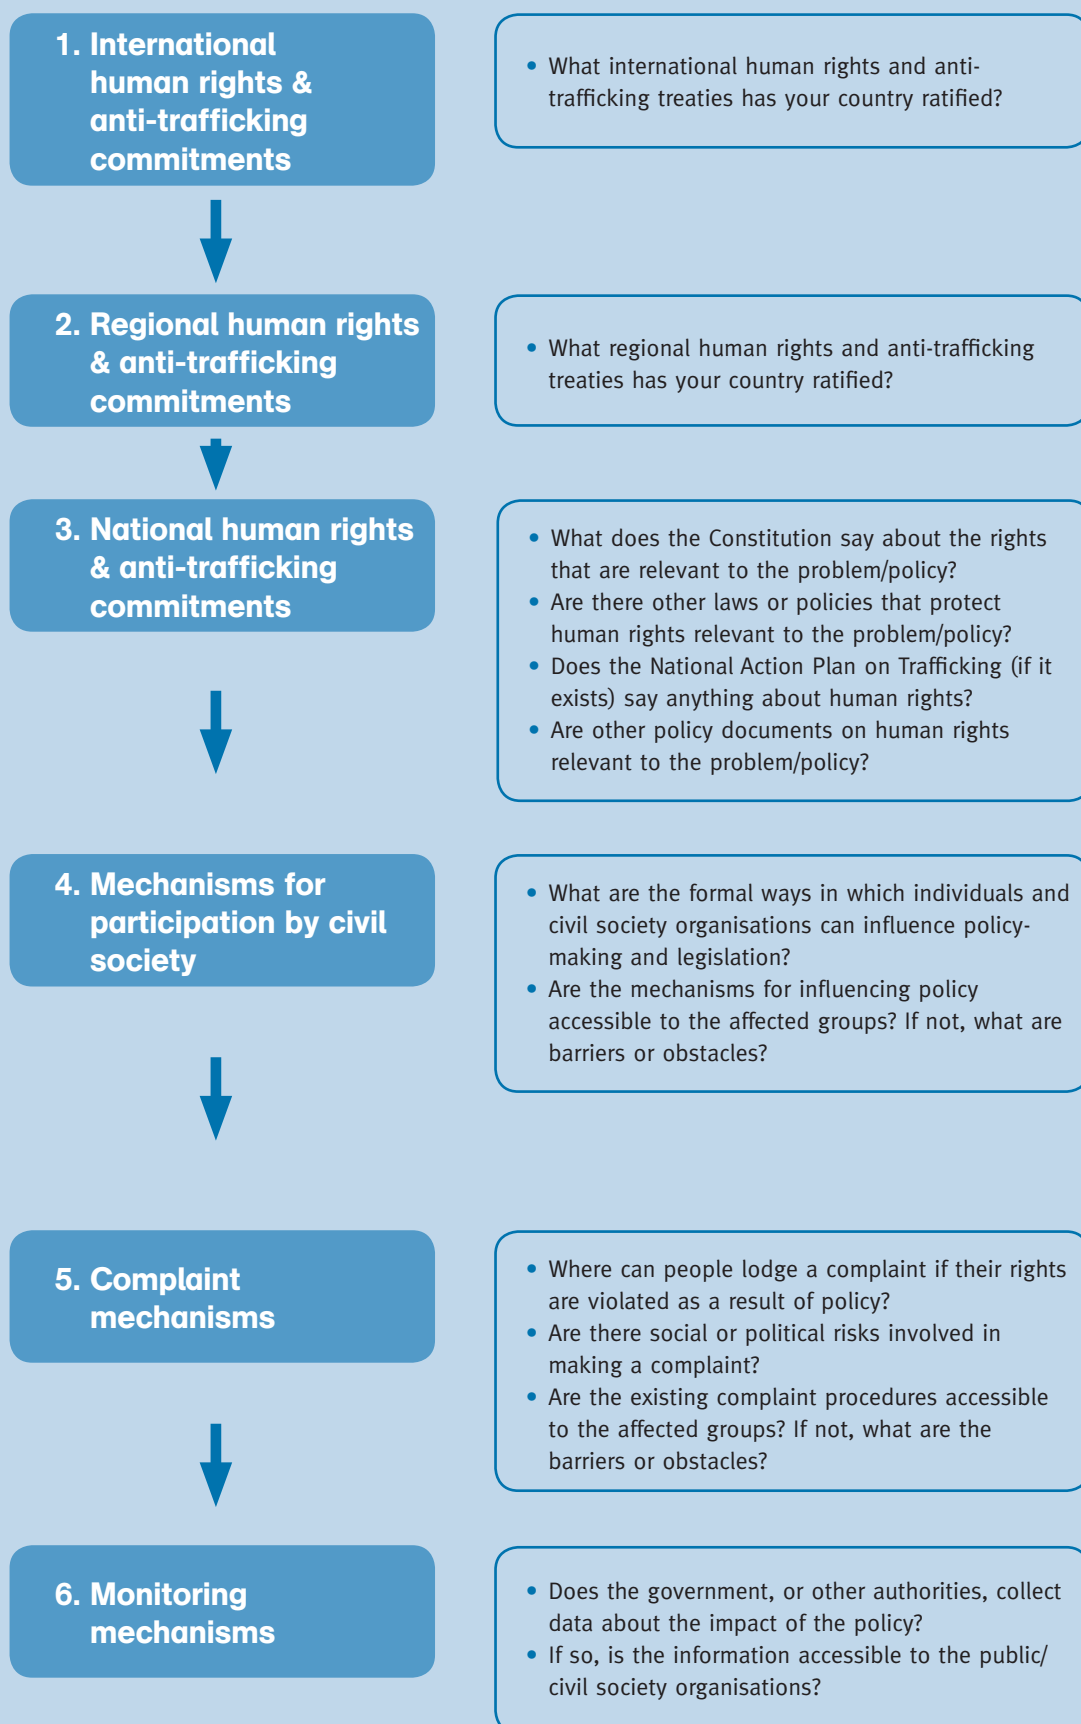 1. International
human rights &
anti-trafficking
commitments
• What international human rights and anti-
trafficking treaties has your country ratified?
2. Regional human rights
& anti-trafficking
commitments
• What regional human rights and anti-trafficking
treaties has your country ratified?
3. National human rights
& anti-trafficking
commitments
• What does the Constitution say about the rights
that are relevant to the problem/policy?
• Are there other laws or policies that protect
human rights relevant to the problem/policy?
• Does the National Action Plan on Trafficking (if it
exists) say anything about human rights?
• Are other policy documents on human rights
relevant to the problem/policy?
4. Mechanisms for
participation by civil
society
• What are the formal ways in which individuals and
civil society organisations can influence policy-
making and legislation?
• Are the mechanisms for influencing policy
accessible to the affected groups? If not, what are
barriers or obstacles?
5. Complaint
mechanisms
• Where can people lodge a complaint if their rights
are violated as a result of policy?
• Are there social or political risks involved in
making a complaint?
• Are the existing complaint procedures accessible
to the affected groups? If not, what are the
barriers or obstacles?
6. Monitoring
mechanisms
• Does the government, or other authorities, collect
data about the impact of the policy?
• If so, is the information accessible to the public/
civil society organisations?